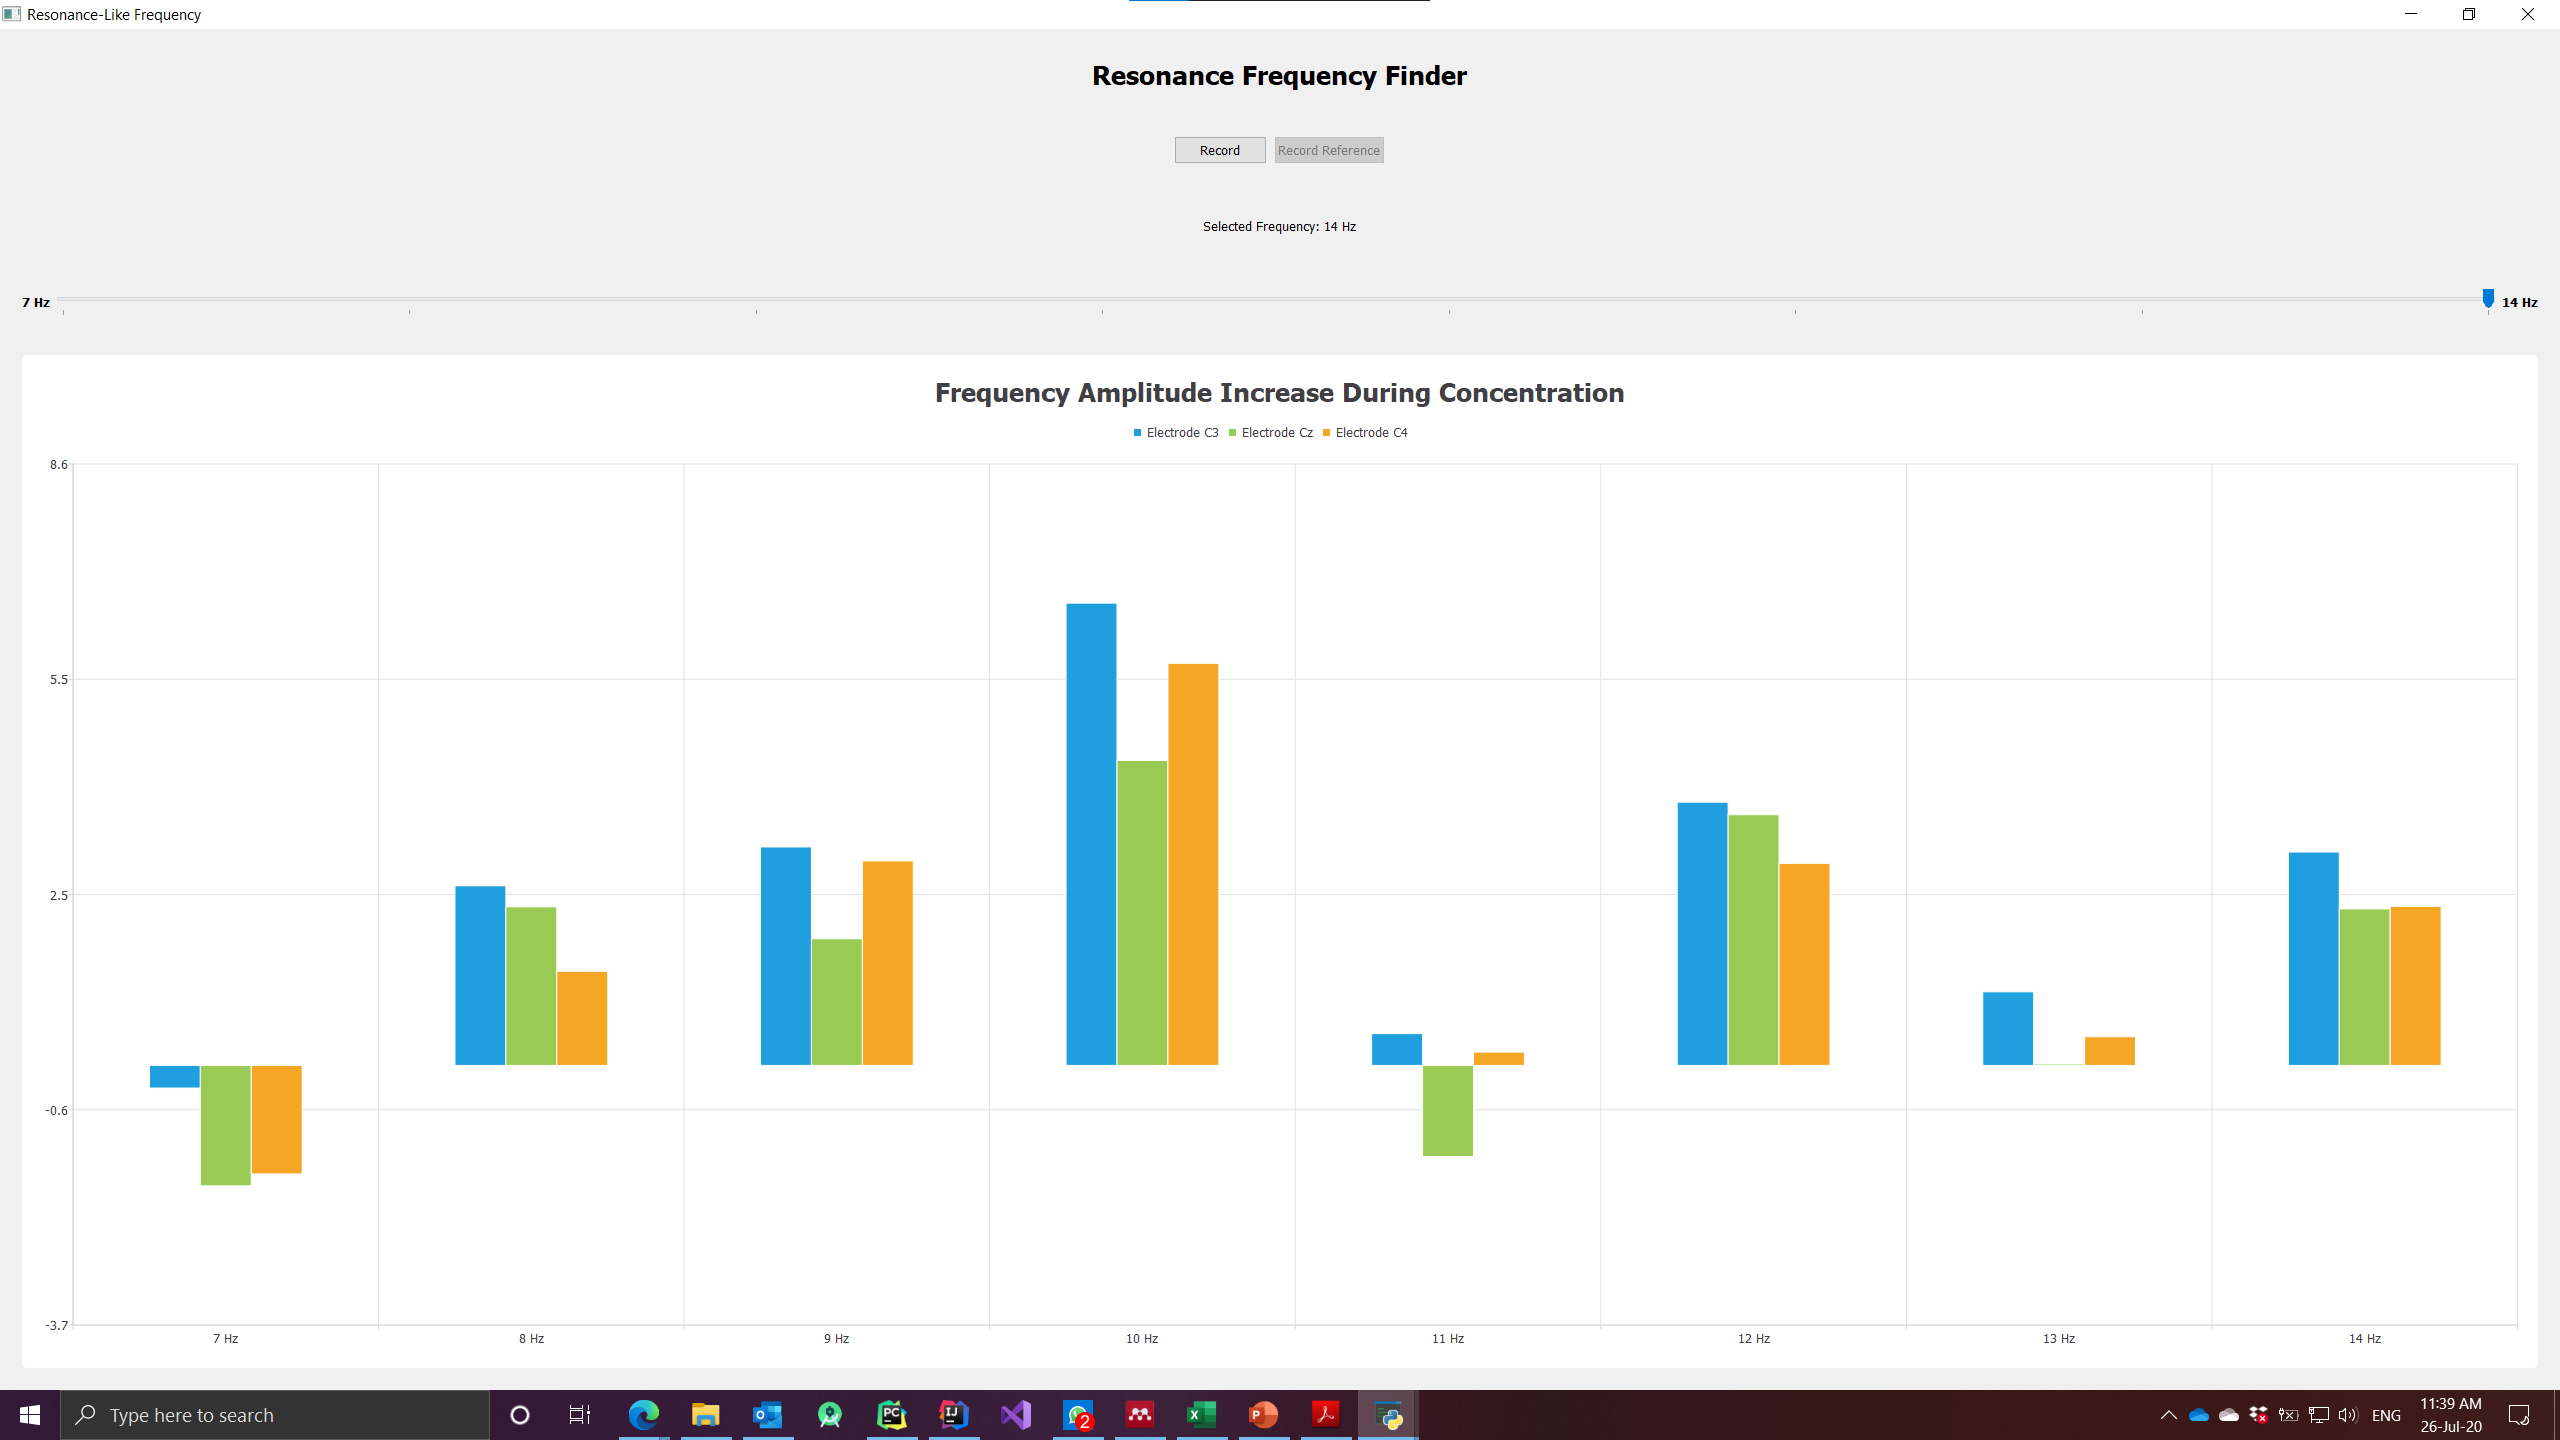 Resonance-Like Frequency
Resonance Frequency Finder
Record
Record Reference
Selected Frequency: 14 Hz
7 Hz
14 Hz
Frequency Amplitude Increase During Concentration
Electrode C3 Electrode Cz Electrode C4
8.6
5.5
2.5
-0.6
-3.7
7 Hz 8 Hz 9 Hz 10 Hz 11 Hz 12 Hz 13 Hz 14 Hz
Type here to search
PC
IJ
2
ENG
11:39 AM
26-Jul-20